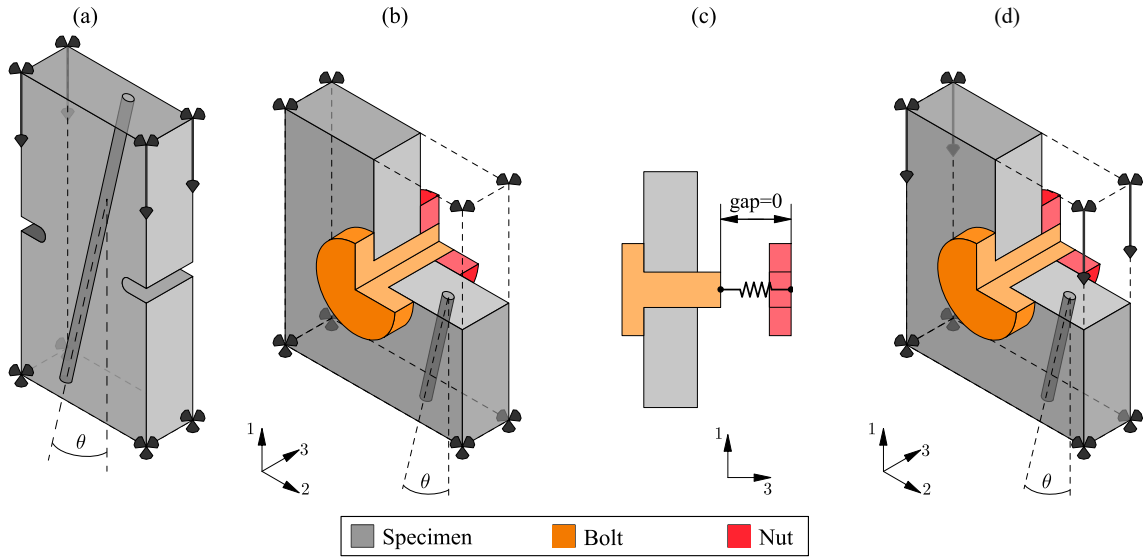 (a) (b) (c) (d)
gap=0
θ θ θ
1 3 2
1 3
1 3 2
Specimen Bolt Nut